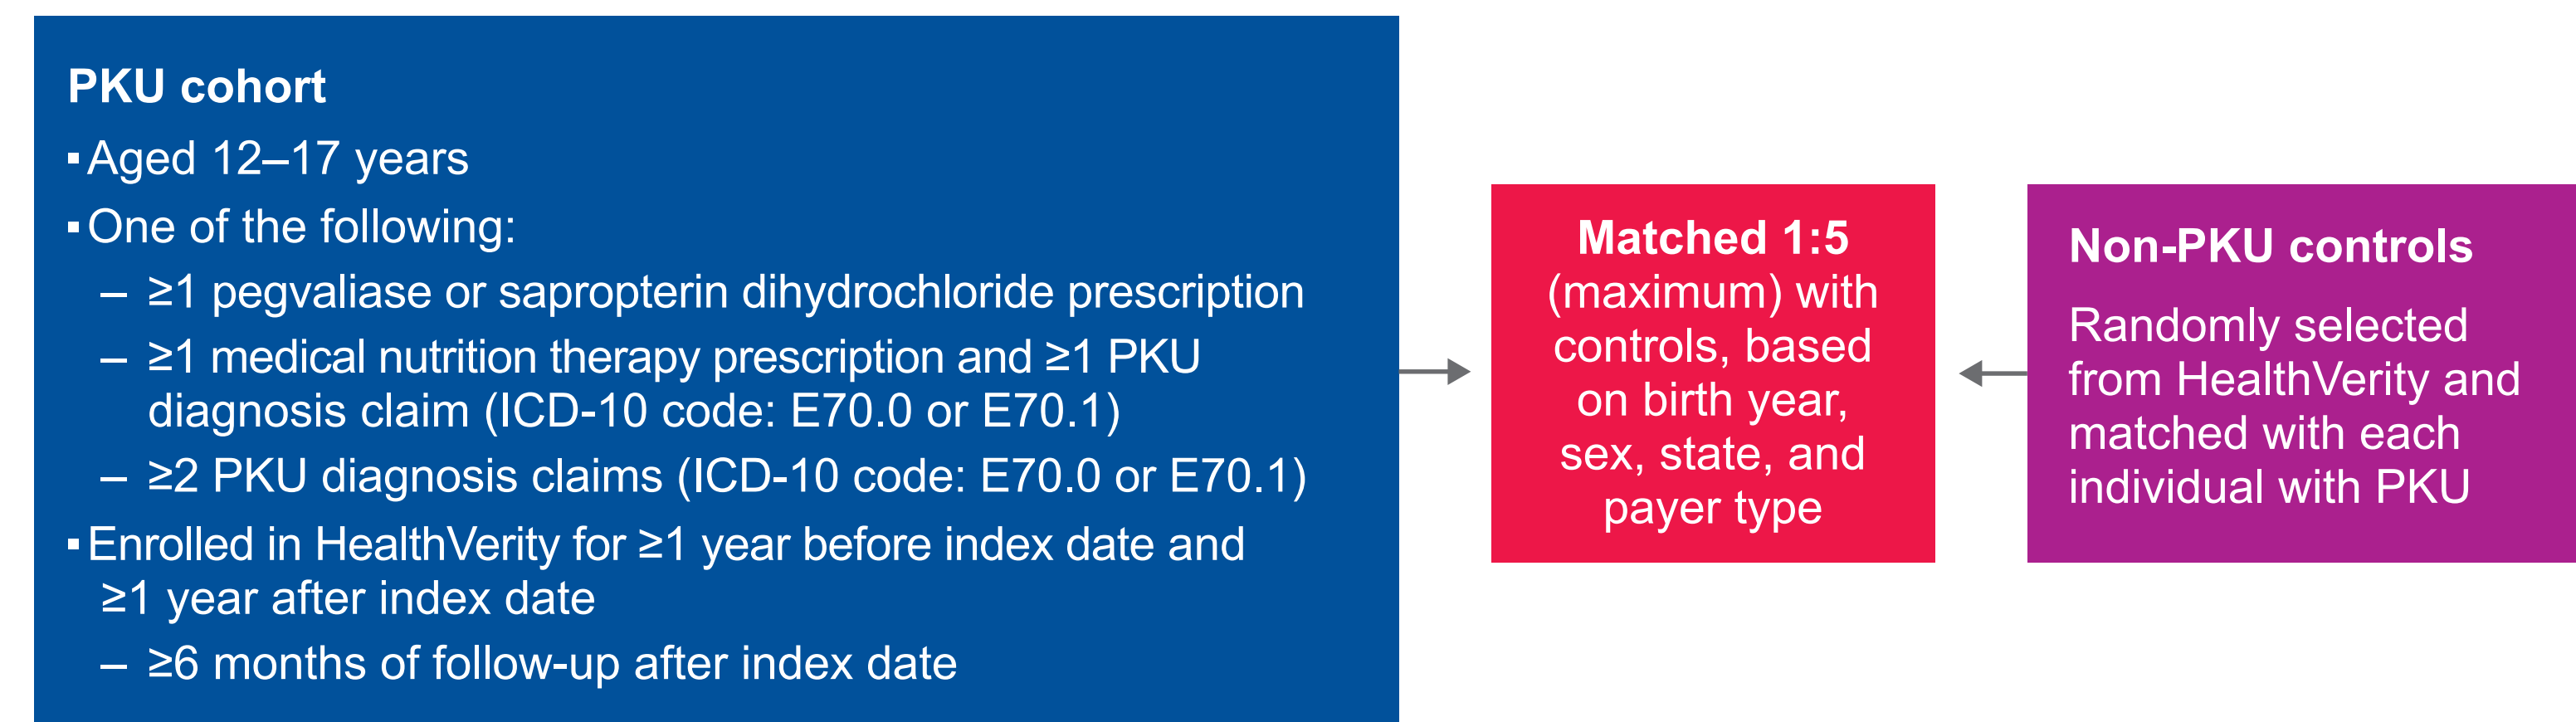 PKU cohort
▪ Aged 12–17 years
▪ One of the following:
– ≥1 pegvaliase or sapropterin dihydrochloride prescription
– ≥1 medical nutrition therapy prescription and ≥1 PKU
diagnosis claim (ICD-10 code: E70.0 or E70.1)
– ≥2 PKU diagnosis claims (ICD-10 code: E70.0 or E70.1)
▪ Enrolled in HealthVerity for ≥1 year before index date and
≥1 year after index date
– ≥6 months of follow-up after index date
Matched 1:5
(maximum) with
controls, based
on birth year,
sex, state, and
payer type
Non-PKU controls
Randomly selected
from HealthVerity and
matched with each
individual with PKU